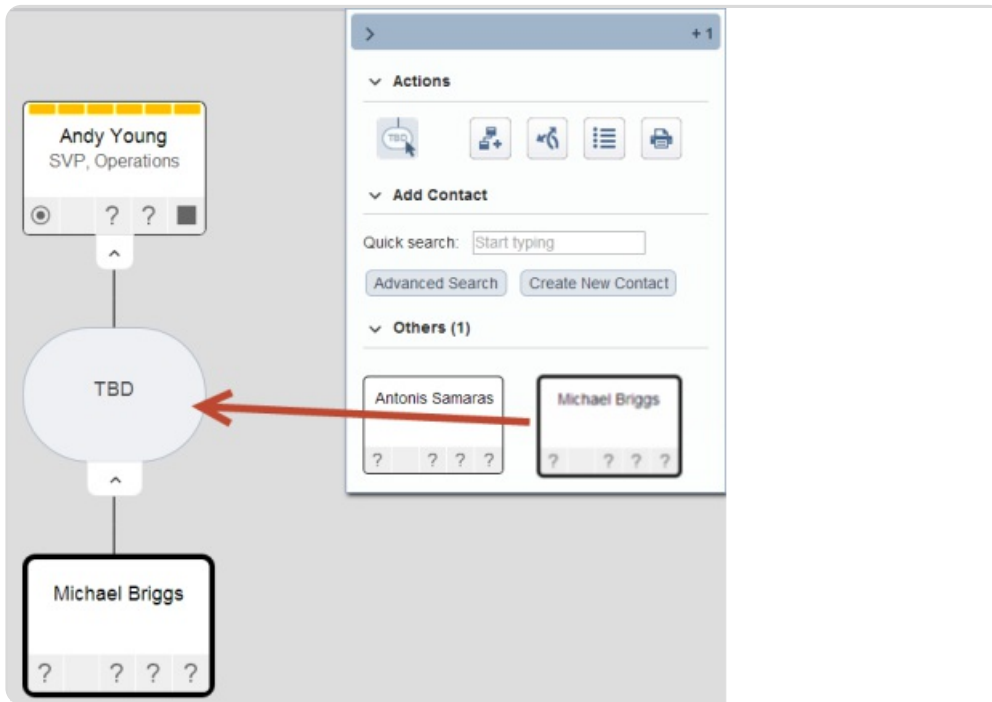 + 1
Actions
TBD
Add Contact
Quick search: Start typing
Advanced Search Create New Contact
Others (1)
Antonis Samaras
? ? ? ?
Michael Briggs
? ? ? ?
Andy Young
SVP, Operations
? ?
TBD
Michael Briggs
? ? ? ?